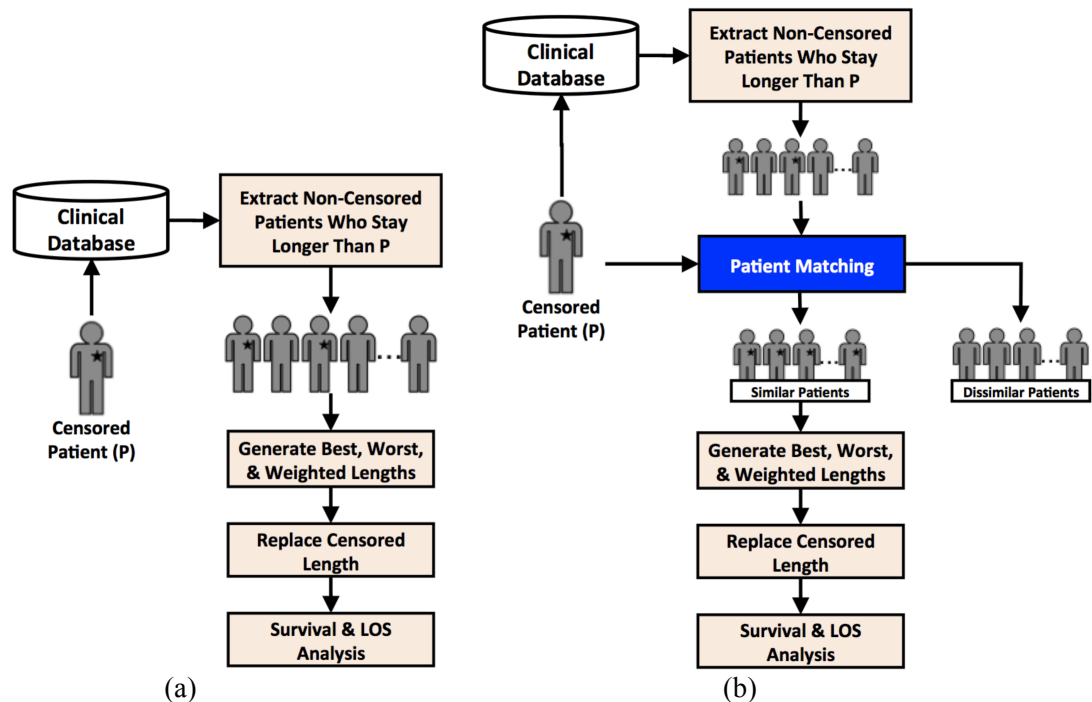 Clinical
Database
Extract Non-Censored
Patients Who Stay
Longer Than P
Censored
Patient (P)
...
Generate Best, Worst,
& Weighted Lengths
Replace Censored
Length
Survival & LOS
Analysis
(a)
Clinical
Database
Extract Non-Censored
Patients Who Stay
Longer Than P
...
Censored
Patient (P)
Patient Matching
...
Similar Patients
...
Dissimilar Patients
Generate Best, Worst,
& Weighted Lengths
Replace Censored
Length
Survival & LOS
Analysis
(b)